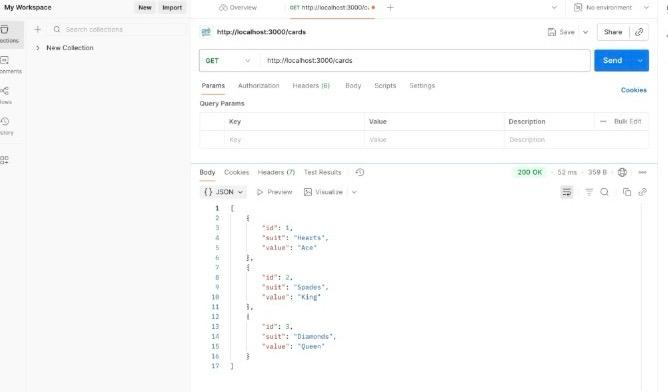 My Workspace
New
Import
Overview
GET http://localhost:3000/c
No environment
Search collections
New Collection
http://localhost:3000/cards
Save
Share
GET
http://localhost:3000/cards
Send
Params
Authorization
Headers (6)
Body
Scripts
Settings
Cookies
Query Params
Key
Value
Description
Bulk Edit
Key
Value
Description
Body
Cookies
Headers (7)
Test Results
200 OK
52 ms
359 B
{} JSON
Preview
Visualize
1 [
2 {
3 "id": 1,
4 "suit": "Hearts",
5 "value": "Ace"
6 },
7 {
8 "id": 2,
9 "suit": "Spades",
10 "value": "King"
11 },
12 {
13 "id": 3,
14 "suit": "Diamonds",
15 "value": "Queen"
16 }
17 ]